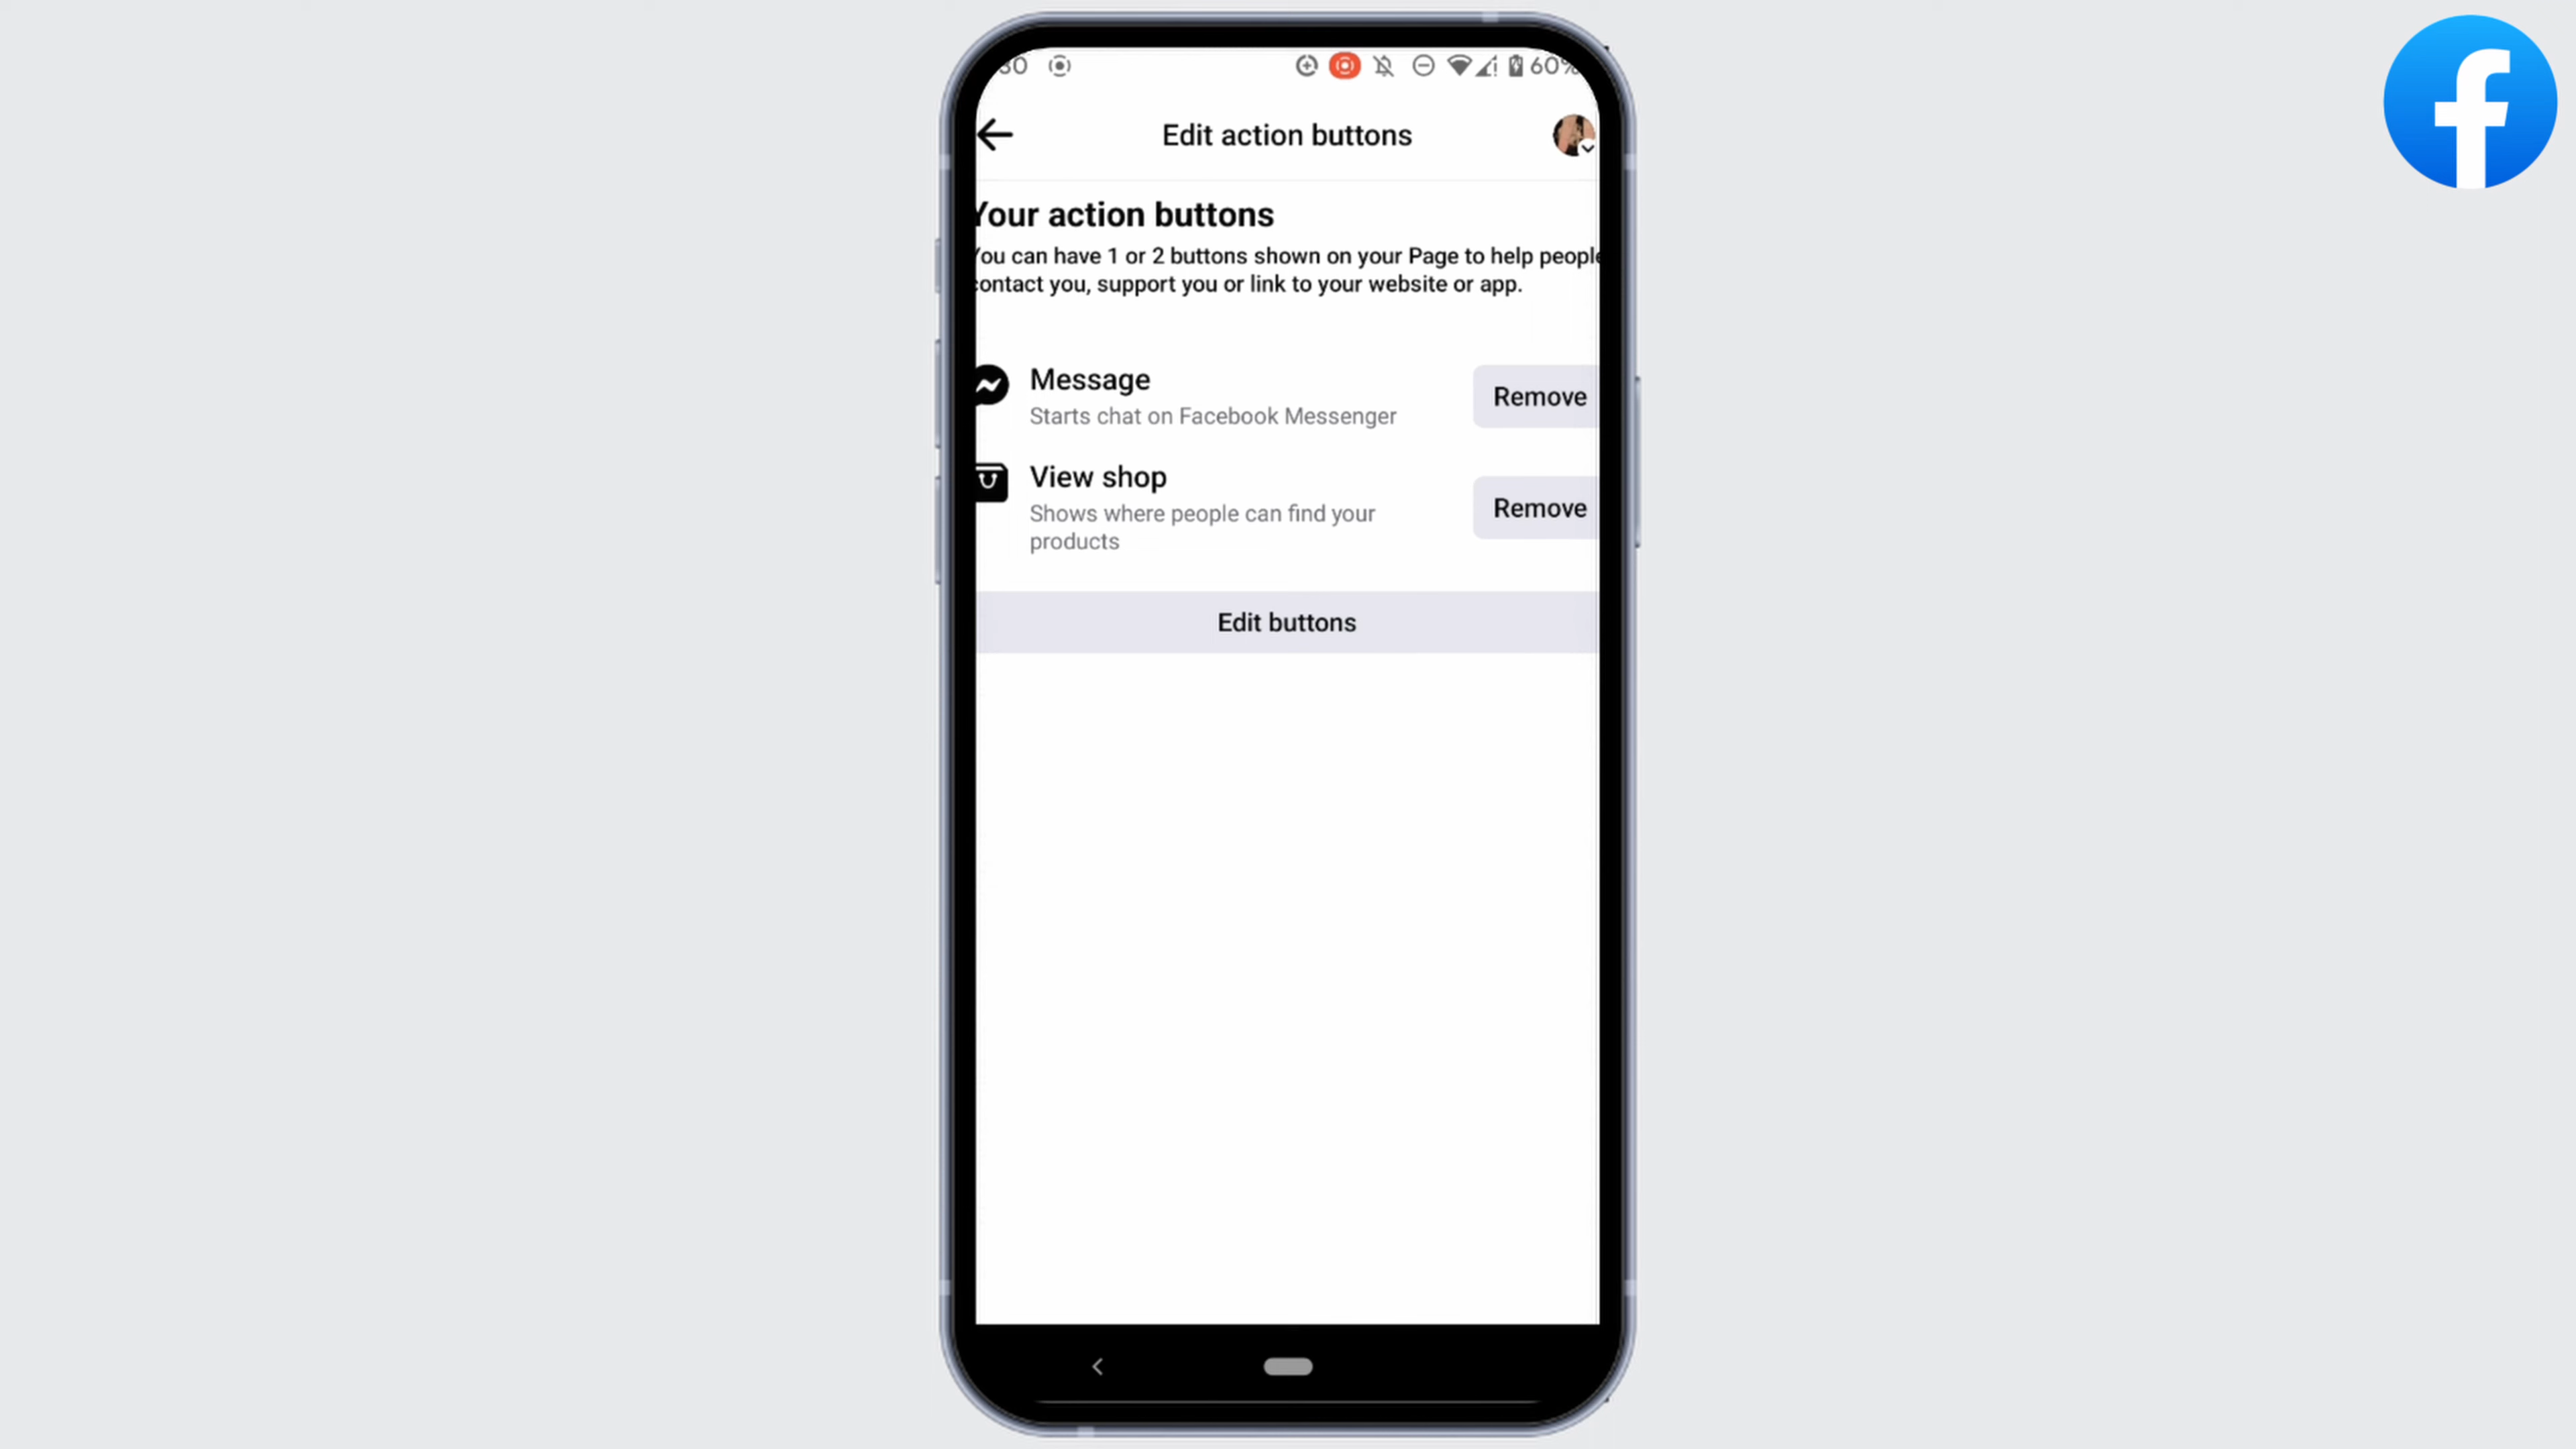 30 60%
Edit action buttons
Your action buttons
You can have 1 or 2 buttons shown on your Page to help people
contact you, support you or link to your website or app.
Message
Starts chat on Facebook Messenger
Remove
View shop
Shows where people can find your
products
Remove
Edit buttons